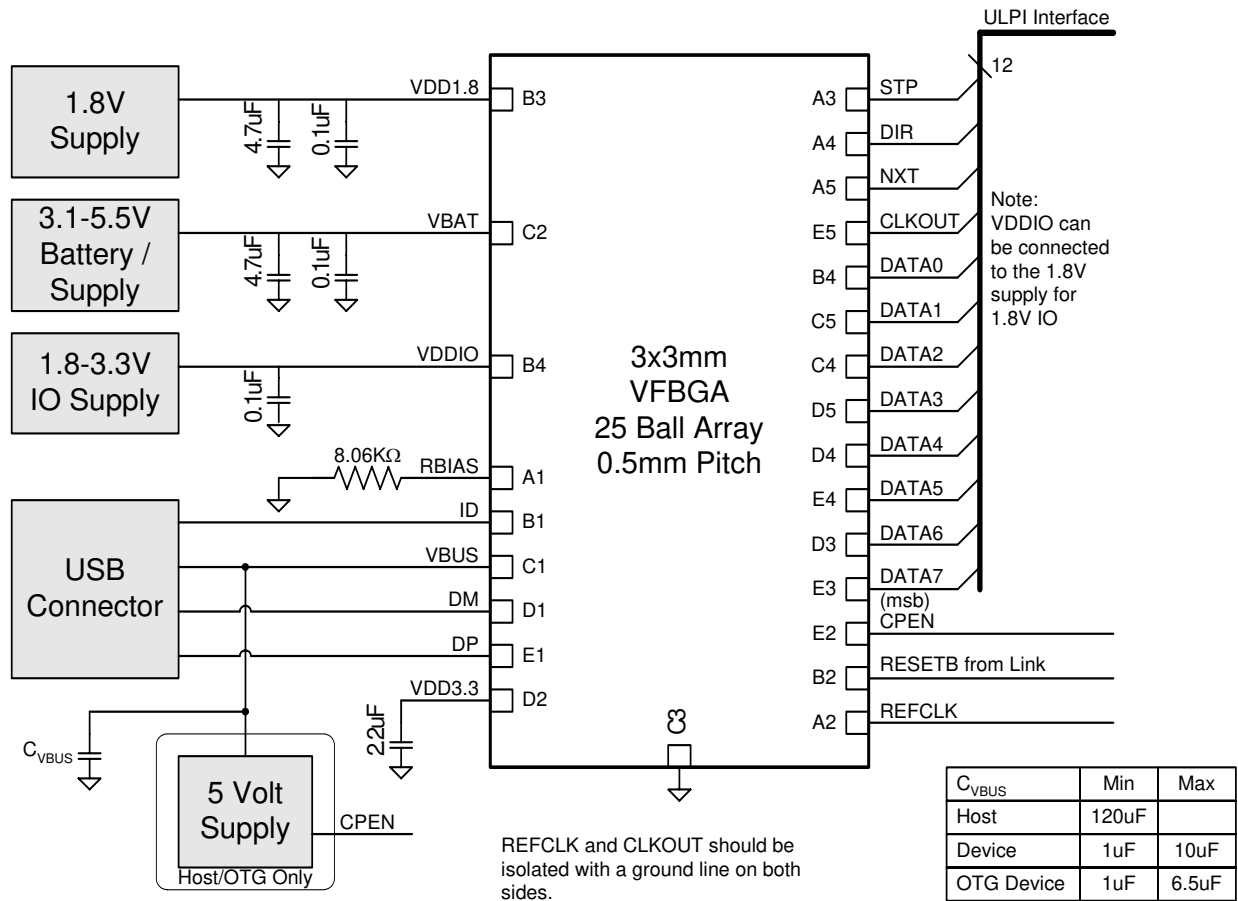 ULPI Interface
12
1.8V
Supply
VDD1.8
4.7uF
0.1uF
B3
3.1-5.5V
Battery /
Supply
VBAT
4.7uF
0.1uF
C2
1.8-3.3V
IO Supply
VDDIO
0.1uF
B4
8.06KΩ
RBIAS
A1
USB
Connector
ID
B1
VBUS
C1
DM
D1
DP
E1
VDD3.3
D2
2.2uF
CVBUS
5 Volt
Supply
CPEN
Host/OTG Only
3x3mm
VFBGA
25 Ball Array
0.5mm Pitch
C3
A3
STP
A4
DIR
A5
NXT
E5
CLKOUT
B4
DATA0
C5
DATA1
C4
DATA2
D5
DATA3
D4
DATA4
E4
DATA5
D3
DATA6
E3
DATA7
(msb)
E2
CPEN
B2
RESETB from Link
A2
REFCLK
Note:
VDDIO can
be connected
to the 1.8V
supply for
1.8V IO
REFCLK and CLKOUT should be
isolated with a ground line on both
sides.
CVBUS Min Max
Host 120uF
Device 1uF 10uF
OTG Device 1uF 6.5uF